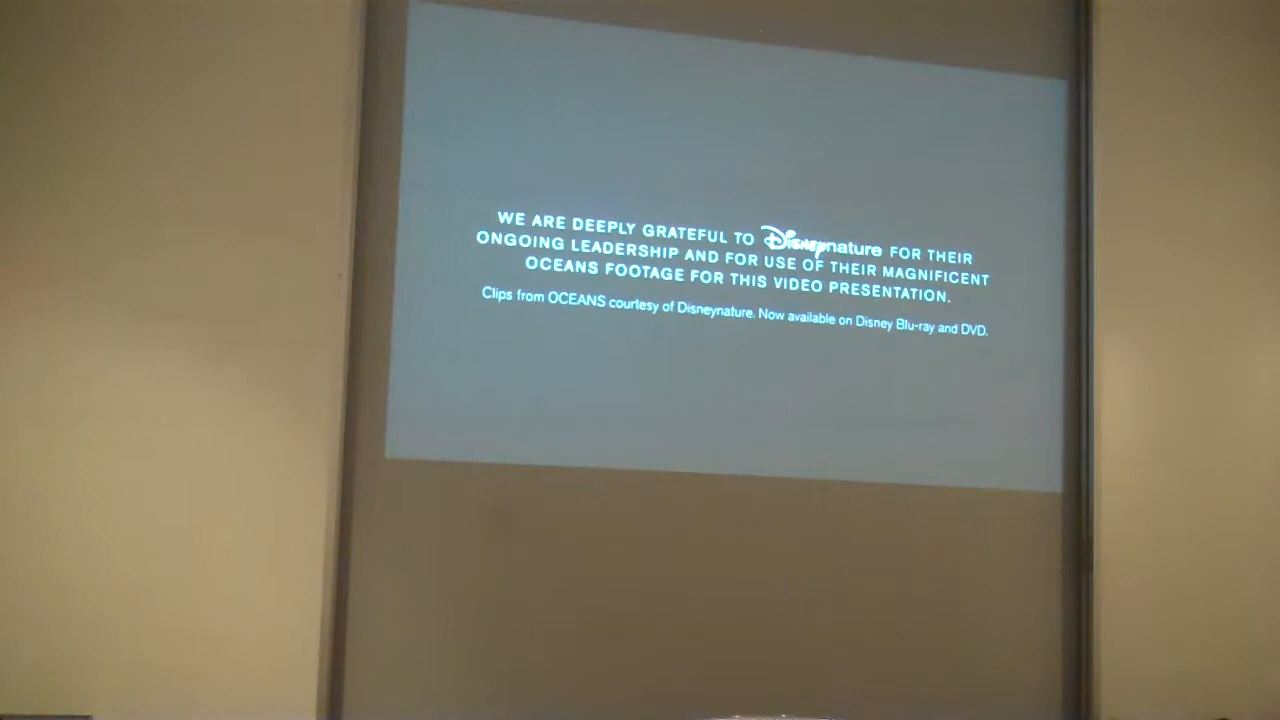 WE ARE DEEPLY GRATEFUL TO Disneynature FOR THEIR
ONGOING LEADERSHIP AND FOR USE OF THEIR MAGNIFICENT
OCEANS FOOTAGE FOR THIS VIDEO PRESENTATION.
Clips from OCEANS courtesy of Disneynature. Now available on Disney Blu-ray and DVD.